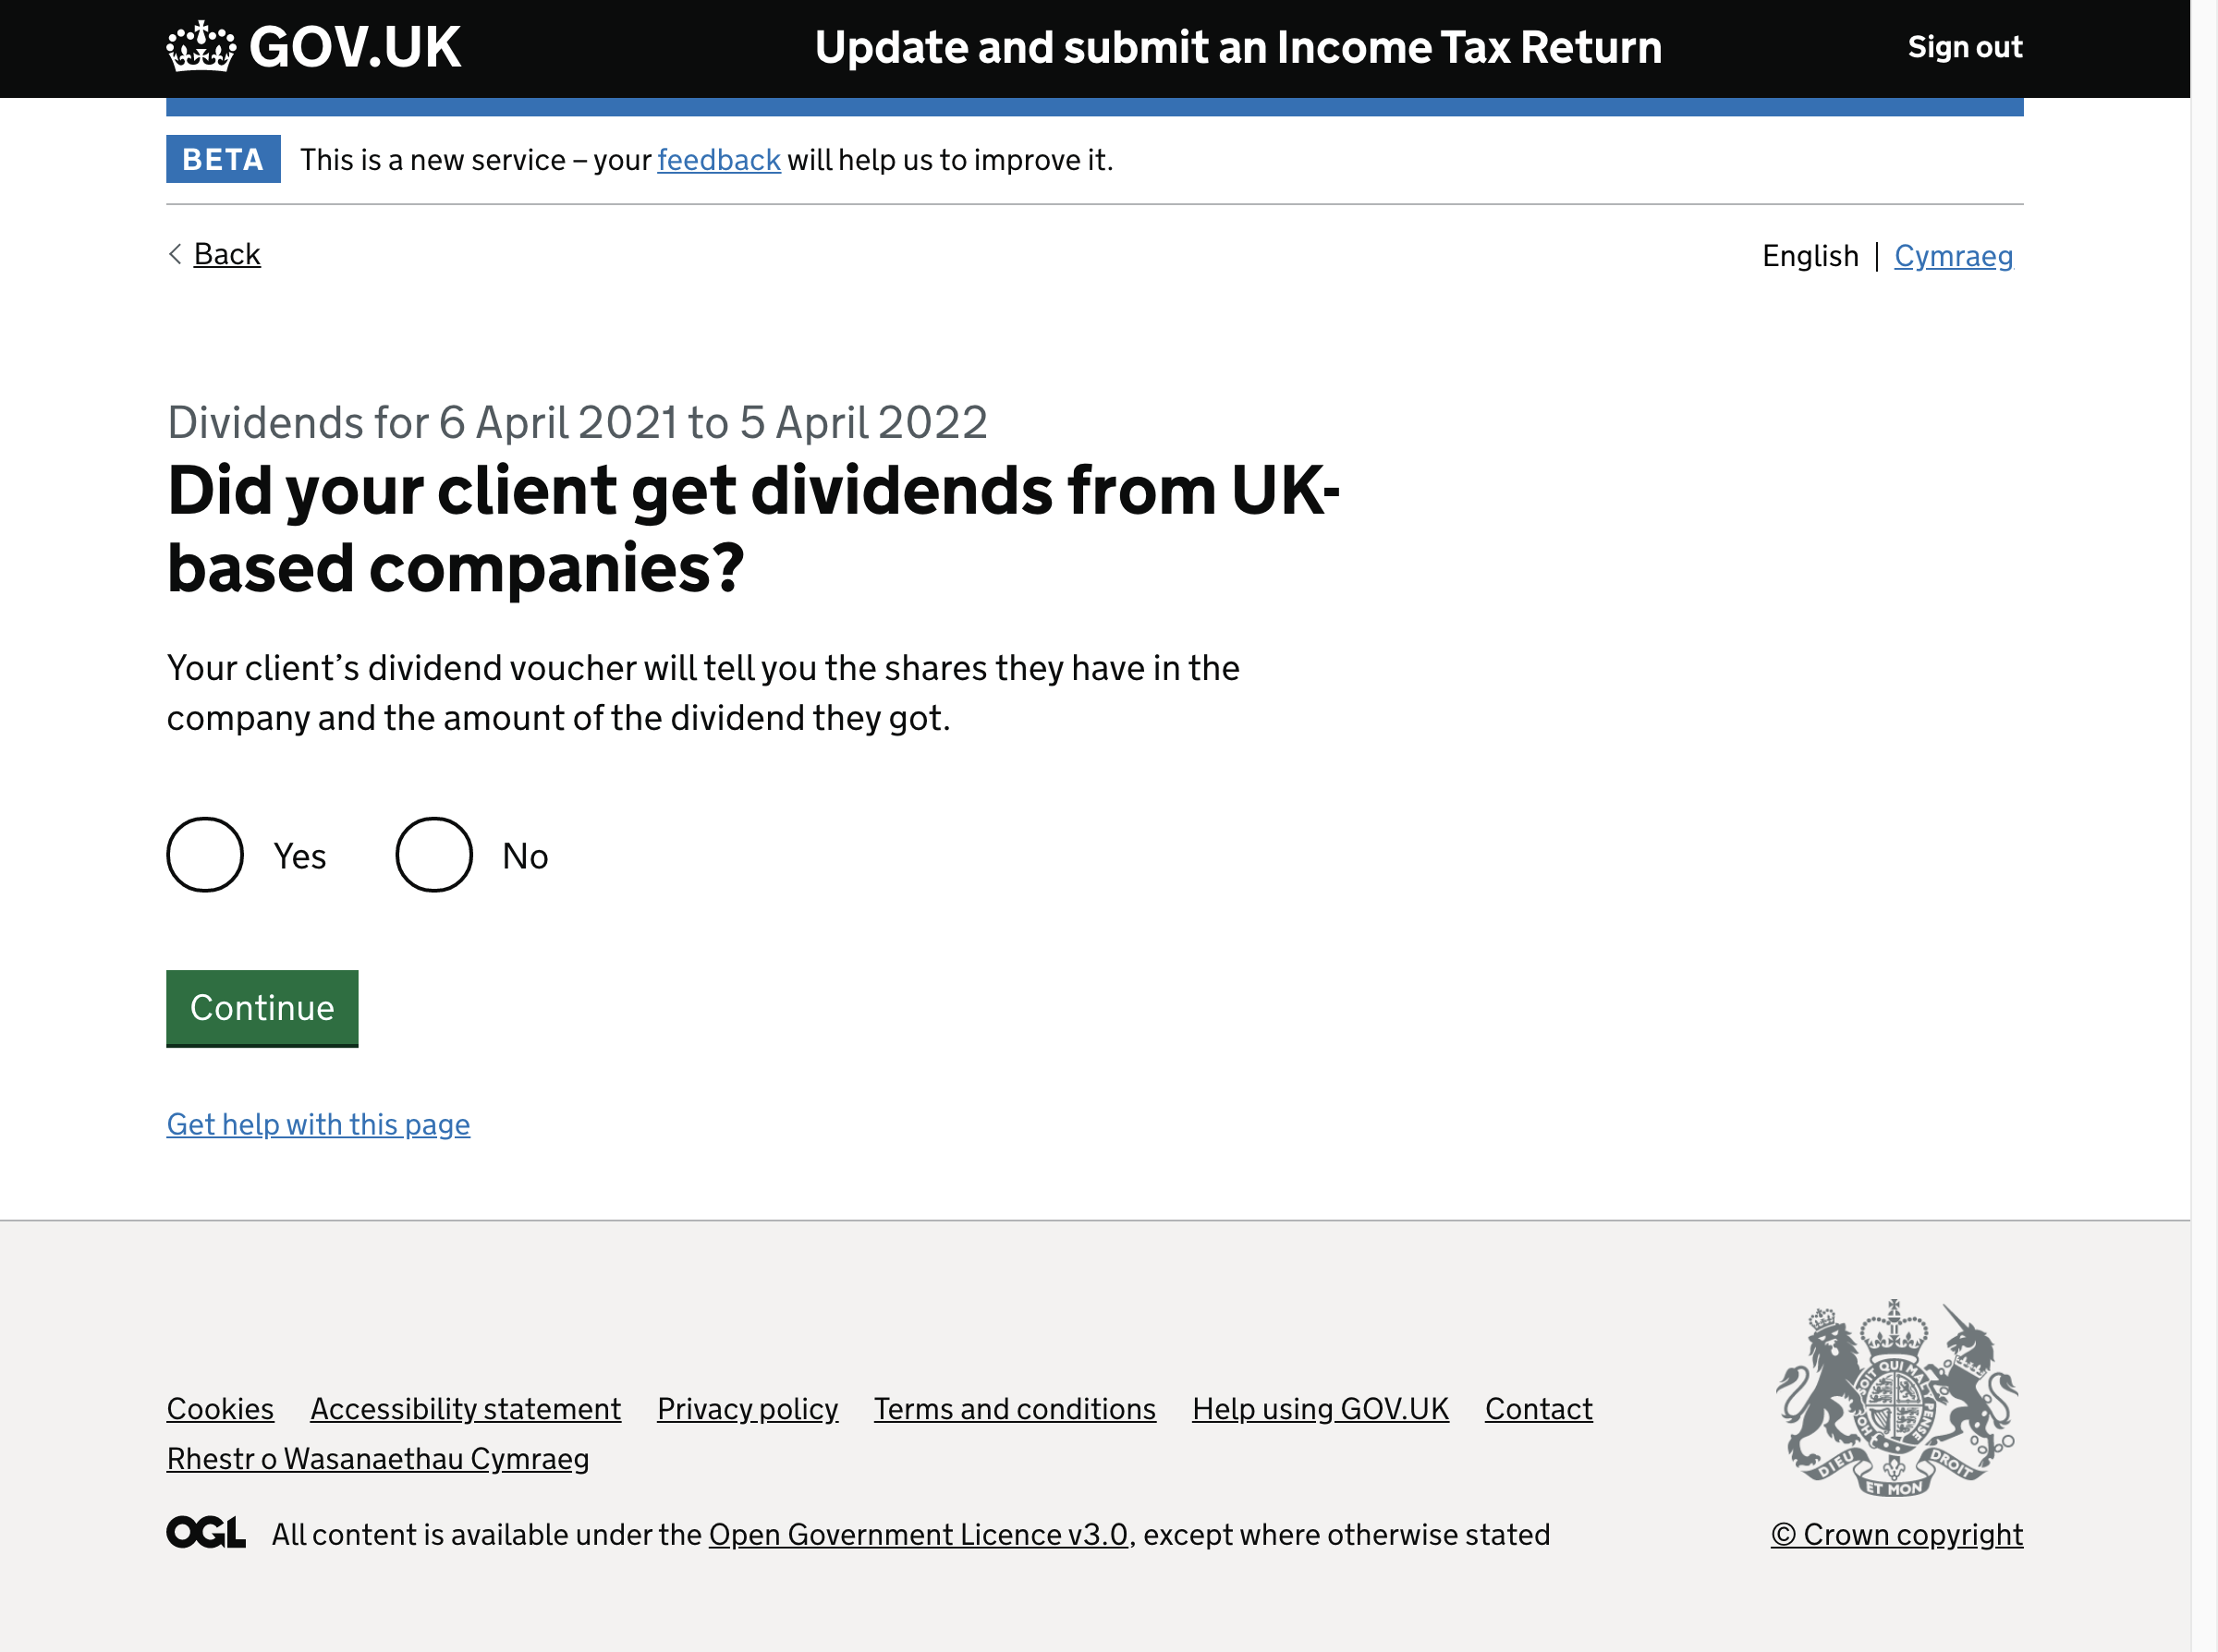 GOV.UK
Update and submit an Income Tax Return
Sign out
BETA
This is a new service – your feedback will help us to improve it.
Back
English
Cymraeg
Dividends for 6 April 2021 to 5 April 2022
Did your client get dividends from UK-
based companies?
Your client’s dividend voucher will tell you the shares they have in the
company and the amount of the dividend they got.
Yes
No
Continue
Get help with this page
Cookies
Accessibility statement
Privacy policy
Terms and conditions
Help using GOV.UK
Contact
Rhestr o Wasanaethau Cymraeg
OGL
All content is available under the Open Government Licence v3.0, except where otherwise stated
SOIT QUI MAL
PENSE
DIEU
ET MON
DROIT
© Crown copyright